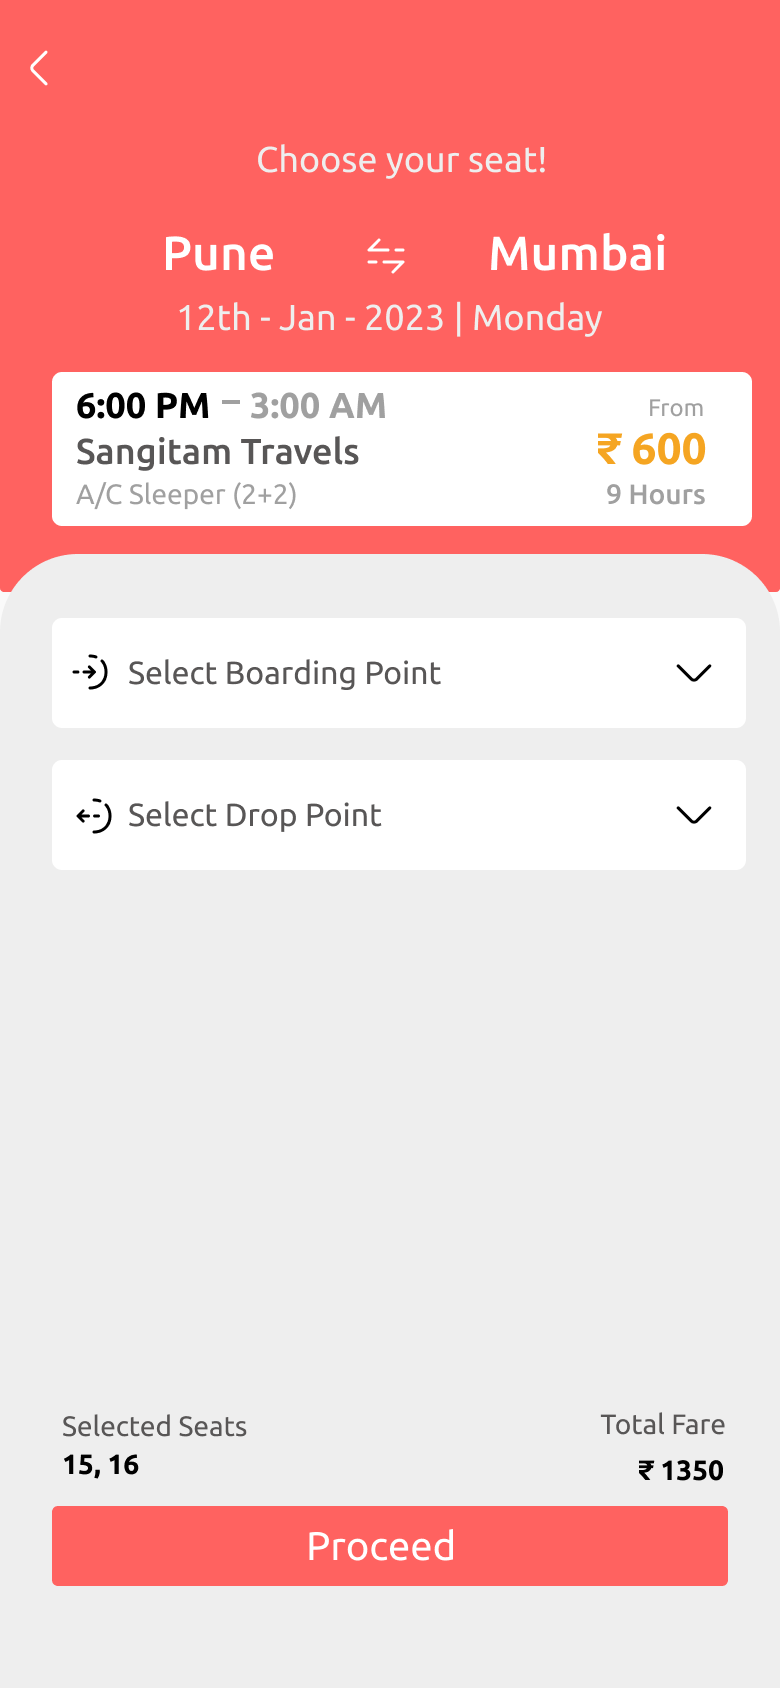 Choose your seat!
Pune Mumbai
12th - Jan - 2023 | Monday
6:00 PM – 3:00 AM
From
Sangitam Travels
₹ 600
A/C Sleeper (2+2)
9 Hours
Select Boarding Point
Select Drop Point
Selected Seats
Total Fare
15, 16
₹ 1350
Proceed